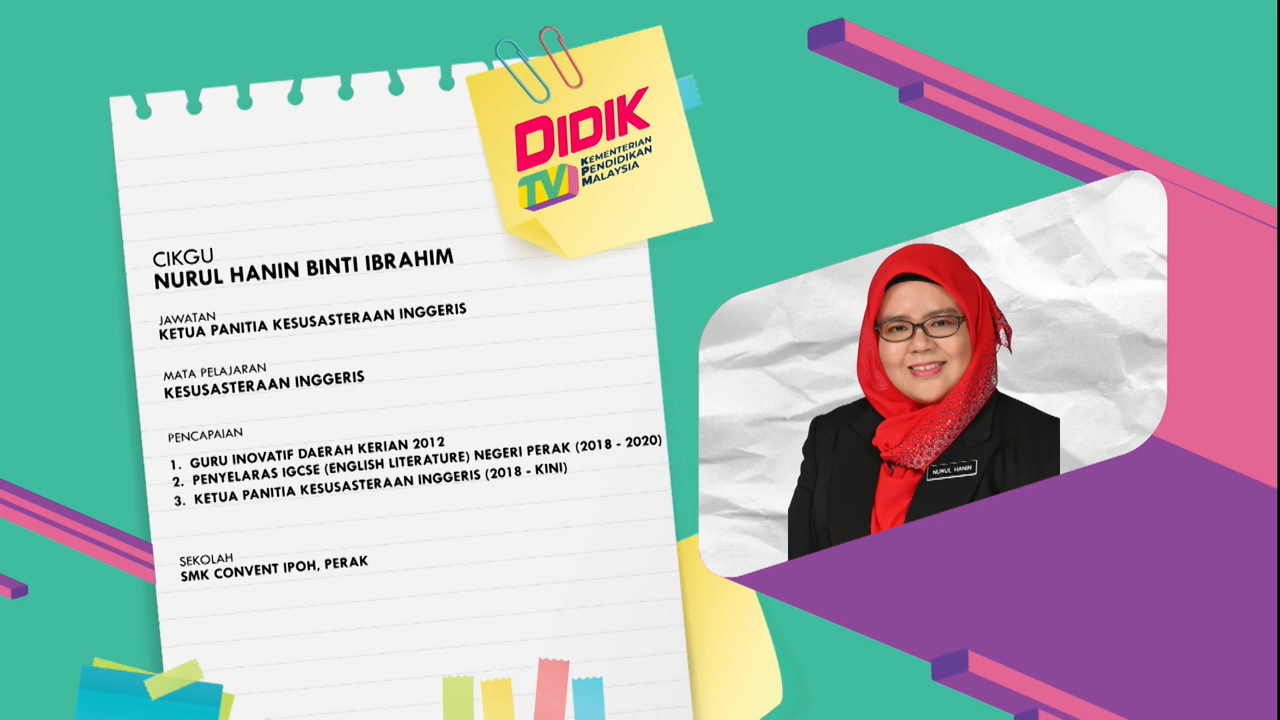 DIDIK
TV
KEMENTERIAN
PENDIDIKAN
MALAYSIA
CIKGU
NURUL HANIN BINTI IBRAHIM
JAWATAN
KETUA PANITIA KESUSASTERAAN INGGERIS
MATA PELAJARAN
KESUSASTERAAN INGGERIS
PENCAPAIAN
1. GURU INOVATIF DAERAH KERIAN 2012
2. PENYELARAS IGCSE (ENGLISH LITERATURE) NEGERI PERAK (2018 - 2020)
3. KETUA PANITIA KESUSASTERAAN INGGERIS (2018 - KINI)
SEKOLAH
SMK CONVENT IPOH, PERAK
NURUL HANIN